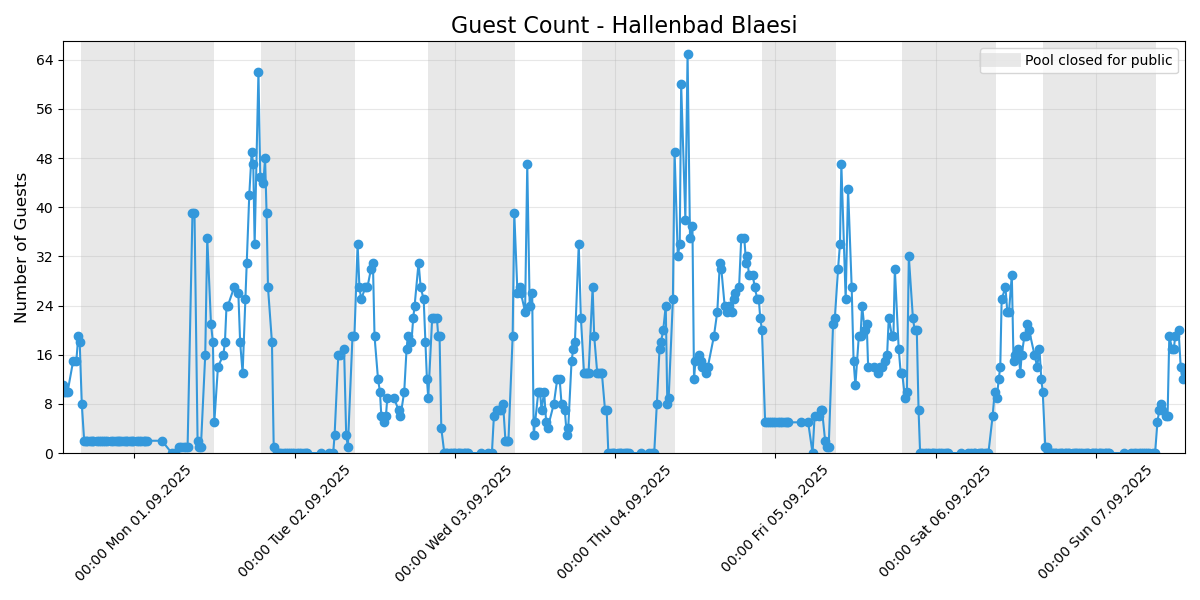 Guest Count - Hallenbad Blaesi
Pool closed for public
Number of Guests
64
56
48
40
32
24
16
8
0
00:00 Mon 01.09.2025
00:00 Tue 02.09.2025
00:00 Wed 03.09.2025
00:00 Thu 04.09.2025
00:00 Fri 05.09.2025
00:00 Sat 06.09.2025
00:00 Sun 07.09.2025